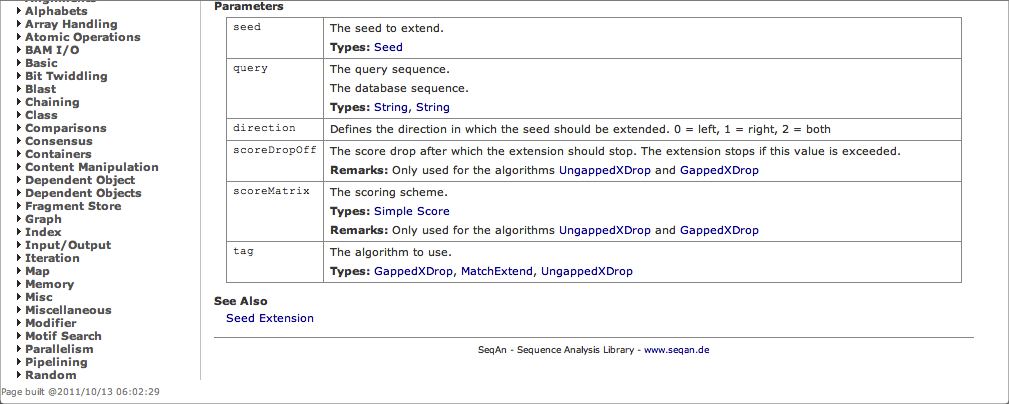 Alignments
Alphabets
Array Handling
Atomic Operations
BAM I/O
Basic
Bit Twiddling
Blast
Chaining
Class
Comparisons
Consensus
Containers
Content Manipulation
Dependent Object
Dependent Objects
Fragment Store
Graph
Index
Input/Output
Iteration
Map
Memory
Misc
Miscellaneous
Modifier
Motif Search
Parallelism
Pipelining
Random
Page built @2011/10/13 06:02:29
Parameters
seed
The seed to extend.
Types: Seed
query
The query sequence.
The database sequence.
Types: String, String
direction
Defines the direction in which the seed should be extended. 0 = left, 1 = right, 2 = both
scoreDropOff
The score drop after which the extension should stop. The extension stops if this value is exceeded.
Remarks: Only used for the algorithms UngappedXDrop and GappedXDrop
scoreMatrix
The scoring scheme.
Types: Simple Score
Remarks: Only used for the algorithms UngappedXDrop and GappedXDrop
tag
The algorithm to use.
Types: GappedXDrop, MatchExtend, UngappedXDrop
See Also
Seed Extension
SeqAn - Sequence Analysis Library - www.seqan.de